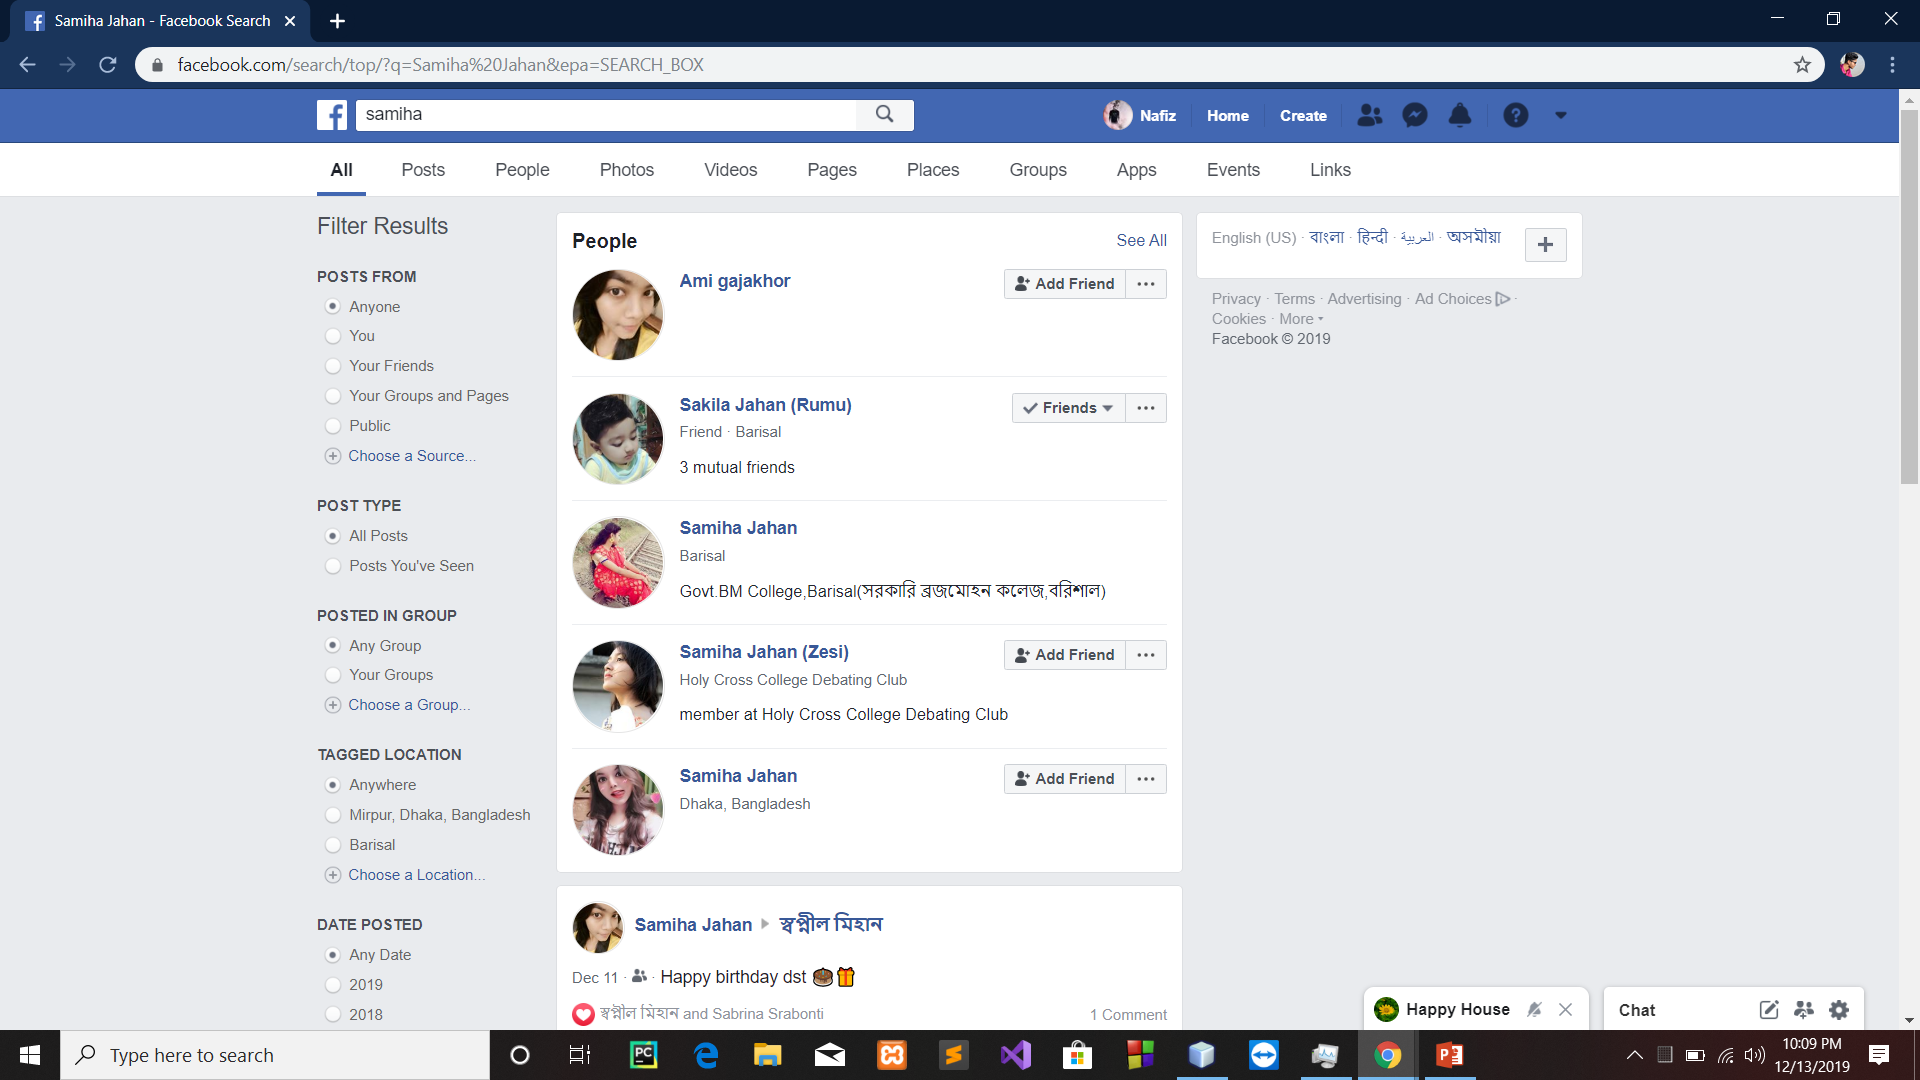 Samiha Jahan - Facebook Search
facebook.com/search/top/?q=Samiha%20Jahan&epa=SEARCH_BOX
samiha
Nafiz
Home
Create
All
Posts
People
Photos
Videos
Pages
Places
Groups
Apps
Events
Links
Filter Results
POSTS FROM
Anyone
You
Your Friends
Your Groups and Pages
Public
Choose a Source...
POST TYPE
All Posts
Posts You've Seen
POSTED IN GROUP
Any Group
Your Groups
Choose a Group...
TAGGED LOCATION
Anywhere
Mirpur, Dhaka, Bangladesh
Barisal
Choose a Location...
DATE POSTED
Any Date
2019
2018
People
See All
Ami gajakhor
Add Friend
Sakila Jahan (Rumu)
Friends
Friend · Barisal
3 mutual friends
Samiha Jahan
Barisal
Govt.BM College,Barisal(সরকারি ব্রজমোহন কলেজ,বরিশাল)
Samiha Jahan (Zesi)
Add Friend
Holy Cross College Debating Club
member at Holy Cross College Debating Club
Samiha Jahan
Add Friend
Dhaka, Bangladesh
Samiha Jahan স্বপ্নীল মিহান
Dec 11 · Happy birthday dst 🎂🎁
স্বপ্নীল মিহান and Sabrina Srabonti
1 Comment
English (US) · বাংলা · हिन्दी · العربية · অসমীয়া
Privacy · Terms · Advertising · Ad Choices ·
Cookies · More
Facebook © 2019
Happy House
Chat
Type here to search
10:09 PM
12/13/2019